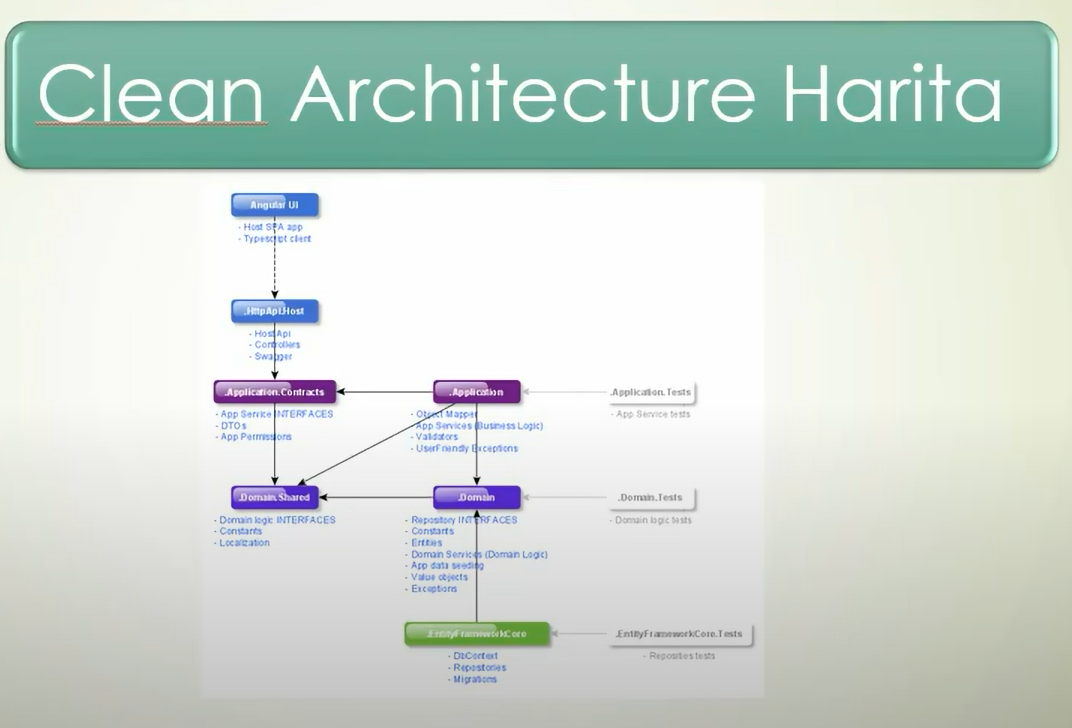 Clean Architecture Harita
Angular UI
- Host SPA app
- Typescript client
.HttpApi.Host
- Host Api
- Controllers
- Swagger
.Application.Contracts
- App Service INTERFACES
- DTOs
- App Permissions
.Application
- Object Mapper
- App Services (Business Logic)
- Validators
- UserFriendly Exceptions
.Application.Tests
- App Service tests
.Domain.Shared
- Domain logic INTERFACES
- Constants
- Localization
.Domain
- Repository INTERFACES
- Constants
- Entities
- Domain Services (Domain Logic)
- App data seeding
- Value objects
- Exceptions
.Domain.Tests
- Domain logic tests
.EntityFrameworkCore
- DbContext
- Repostories
- Migrations
.EntityFrameworkCore.Tests
- Reposities tests